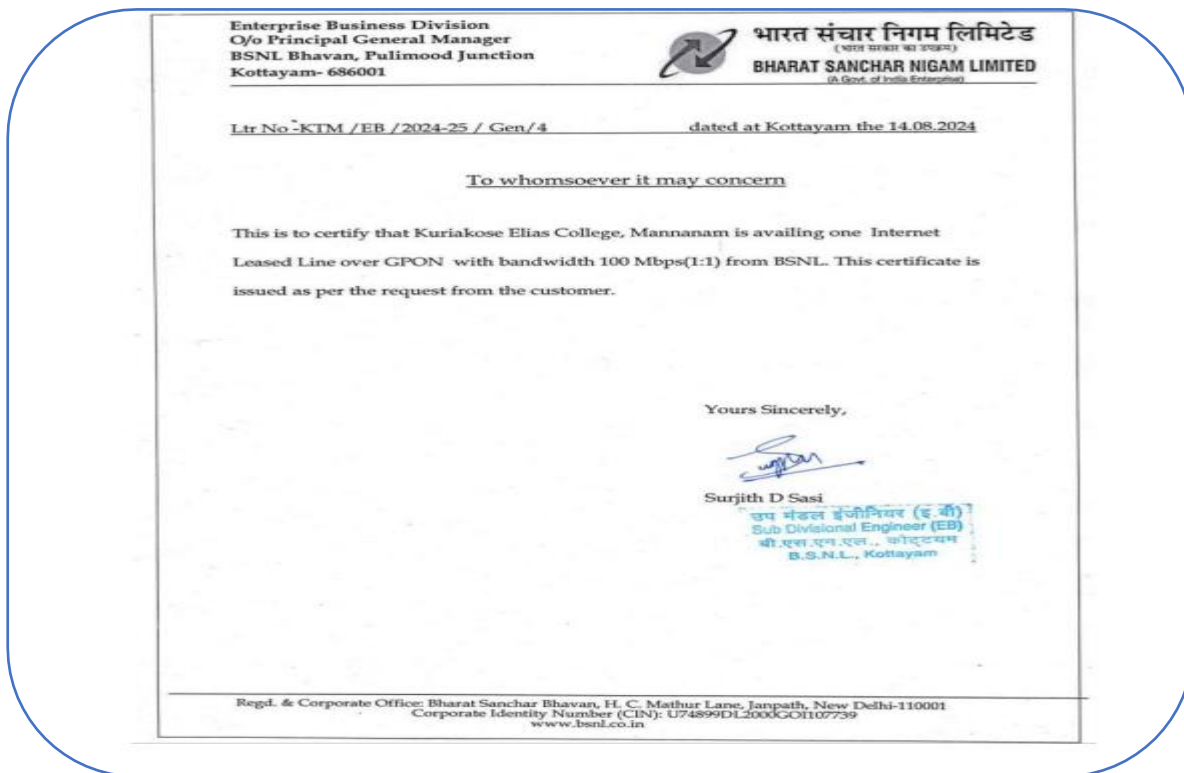 Enterprise Business Division
O/o Principal General Manager
BSNL Bhavan, Pulimood Junction
Kottayam- 686001
भारत संचार निगम लिमिटेड
(भारत सरकार का उपक्रम)
BHARAT SANCHAR NIGAM LIMITED
(A Govt. of India Enterprise)
Ltr No -KTM /EB /2024-25 / Gen/4 dated at Kottayam the 14.08.2024
To whomsoever it may concern
This is to certify that Kuriakose Elias College, Mannanam is availing one Internet
Leased Line over GPON with bandwidth 100 Mbps(1:1) from BSNL. This certificate is
issued as per the request from the customer.
Yours Sincerely,
Surjith D Sasi
उप मंडल इंजीनियर (इ.बी)
Sub Divisional Engineer (EB)
बी.एस.एन.एल., कोट्टयम
B.S.N.L., Kottayam
Regd. & Corporate Office: Bharat Sanchar Bhavan, H. C. Mathur Lane, Janpath, New Delhi-110001
Corporate Identity Number (CIN): U74899DL2000GOI107739
www.bsnl.co.in